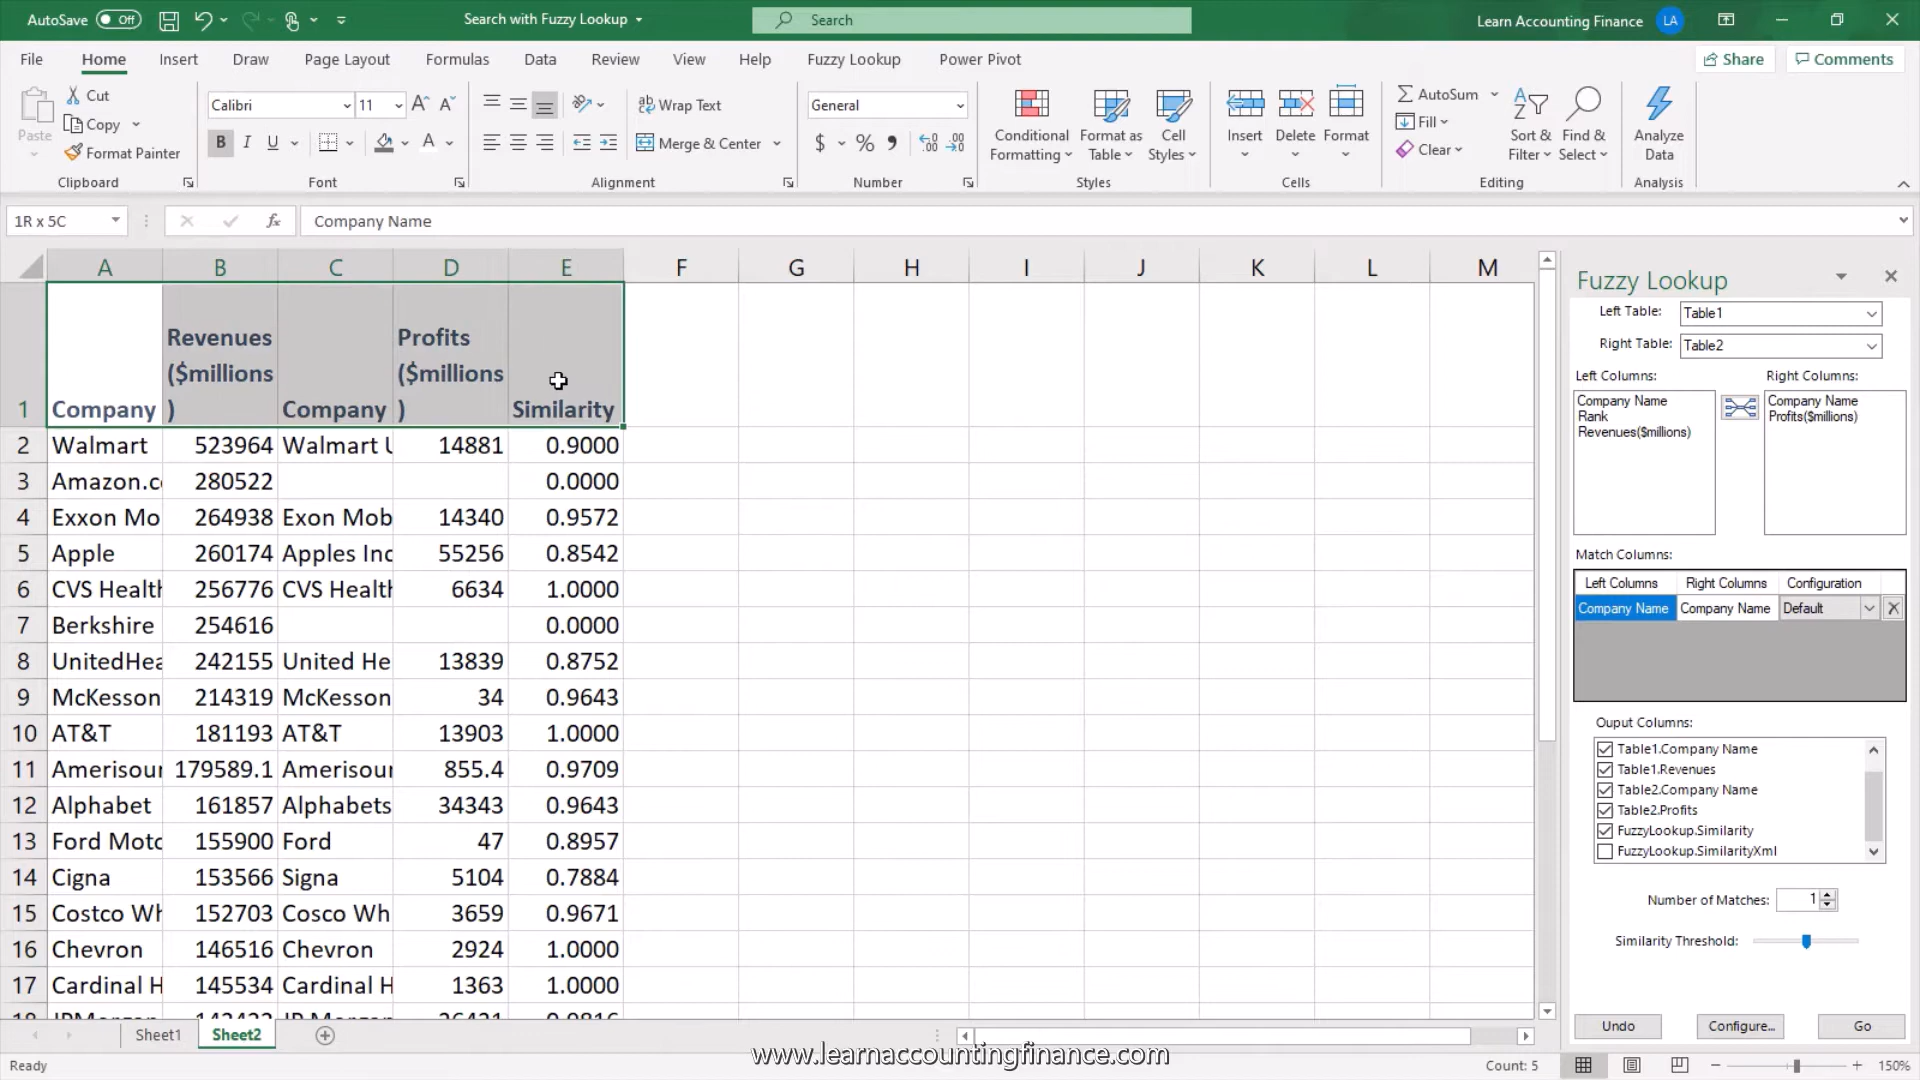 AutoSave Off Search with Fuzzy Lookup Search Learn Accounting Finance LA
File Home Insert Draw Page Layout Formulas Data Review View Help Fuzzy Lookup Power Pivot Share Comments
Paste
Cut
Copy
Format Painter
Clipboard
Calibri 11
B I U A
Font
Wrap Text
Merge & Center
Alignment
General
$ %
Number
Conditional Formatting
Format as Table
Cell Styles
Styles
Insert Delete Format
Cells
AutoSum
Fill
Clear
Sort & Filter
Find & Select
Editing
Analyze Data
Analysis
1R x 5C fx Company Name
A B C D E F G H I J K L M
1 Company Revenues ($millions) Company Profits ($millions) Similarity
2 Walmart 523964 Walmart U 14881 0.9000
3 Amazon.c 280522 0.0000
4 Exxon Mo 264938 Exon Mob 14340 0.9572
5 Apple 260174 Apples Inc 55256 0.8542
6 CVS Health 256776 CVS Health 6634 1.0000
7 Berkshire 254616 0.0000
8 UnitedHea 242155 United He 13839 0.8752
9 McKesson 214319 McKesson 34 0.9643
10 AT&T 181193 AT&T 13903 1.0000
11 Amerisour 179589.1 Amerisour 855.4 0.9709
12 Alphabet 161857 Alphabets 34343 0.9643
13 Ford Moto 155900 Ford 47 0.8957
14 Cigna 153566 Signa 5104 0.7884
15 Costco Wh 152703 Cosco Wh 3659 0.9671
16 Chevron 146516 Chevron 2924 1.0000
17 Cardinal H 145534 Cardinal H 1363 1.0000
Fuzzy Lookup
Left Table: Table1
Right Table: Table2
Left Columns: Right Columns:
Company Name Company Name
Rank Profits($millions)
Revenues($millions)
Match Columns:
Left Columns Right Columns Configuration
Company Name Company Name Default
Ouput Columns:
Table1.Company Name
Table1.Revenues
Table2.Company Name
Table2.Profits
FuzzyLookup.Similarity
FuzzyLookup.SimilarityXml
Number of Matches: 1
Similarity Threshold:
Undo Configure... Go
Sheet1 Sheet2
Ready www.learnaccountingfinance.com Count: 5 150%